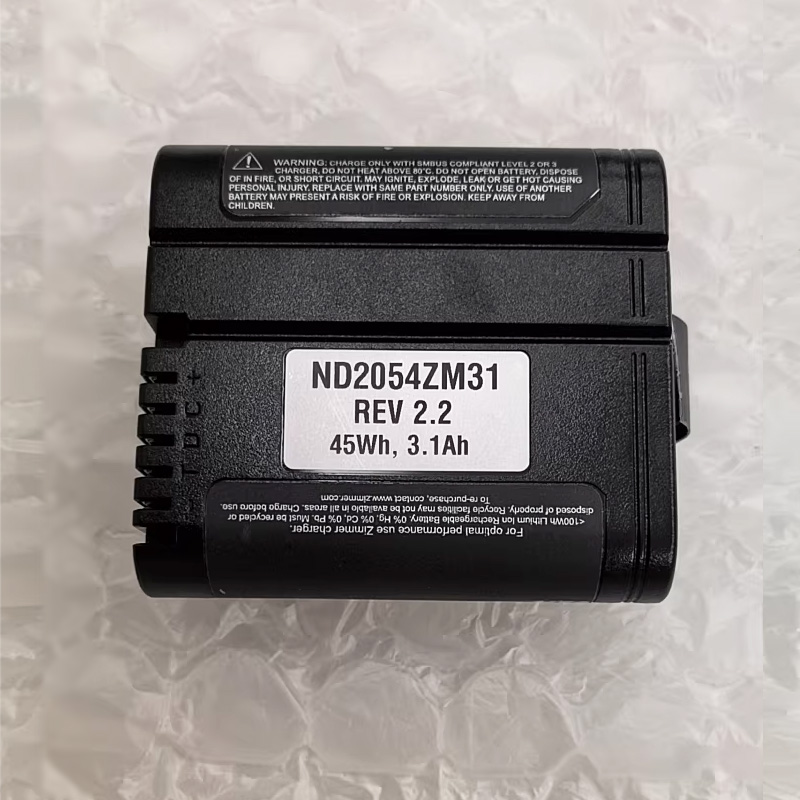 WARNING: CHARGE ONLY WITH SMBUS COMPLIANT LEVEL 2 OR 3
CHARGER, DO NOT HEAT ABOVE 80°C. DO NOT OPEN BATTERY, DISPOSE
OF IN FIRE, OR SHORT CIRCUIT. MAY IGNITE, EXPLODE, LEAK OR GET HOT CAUSING
PERSONAL INJURY. REPLACE WITH SAME PART NUMBER ONLY. USE OF ANOTHER
BATTERY MAY PRESENT A RISK OF FIRE OR EXPLOSION. KEEP AWAY FROM
CHILDREN.
+
C
D
T
-
ND2054ZM31
REV 2.2
45Wh, 3.1Ah
For optimal performance use Zimmer charger.
<100Wh Lithium Ion Rechargeable Battery. 0% Hg, 0% Cd, 0% Pb. Must be recycled or
disposed of properly. Recycle facilities may not be available in all areas. Charge before use.
To re-purchase, contact www.zimmer.com